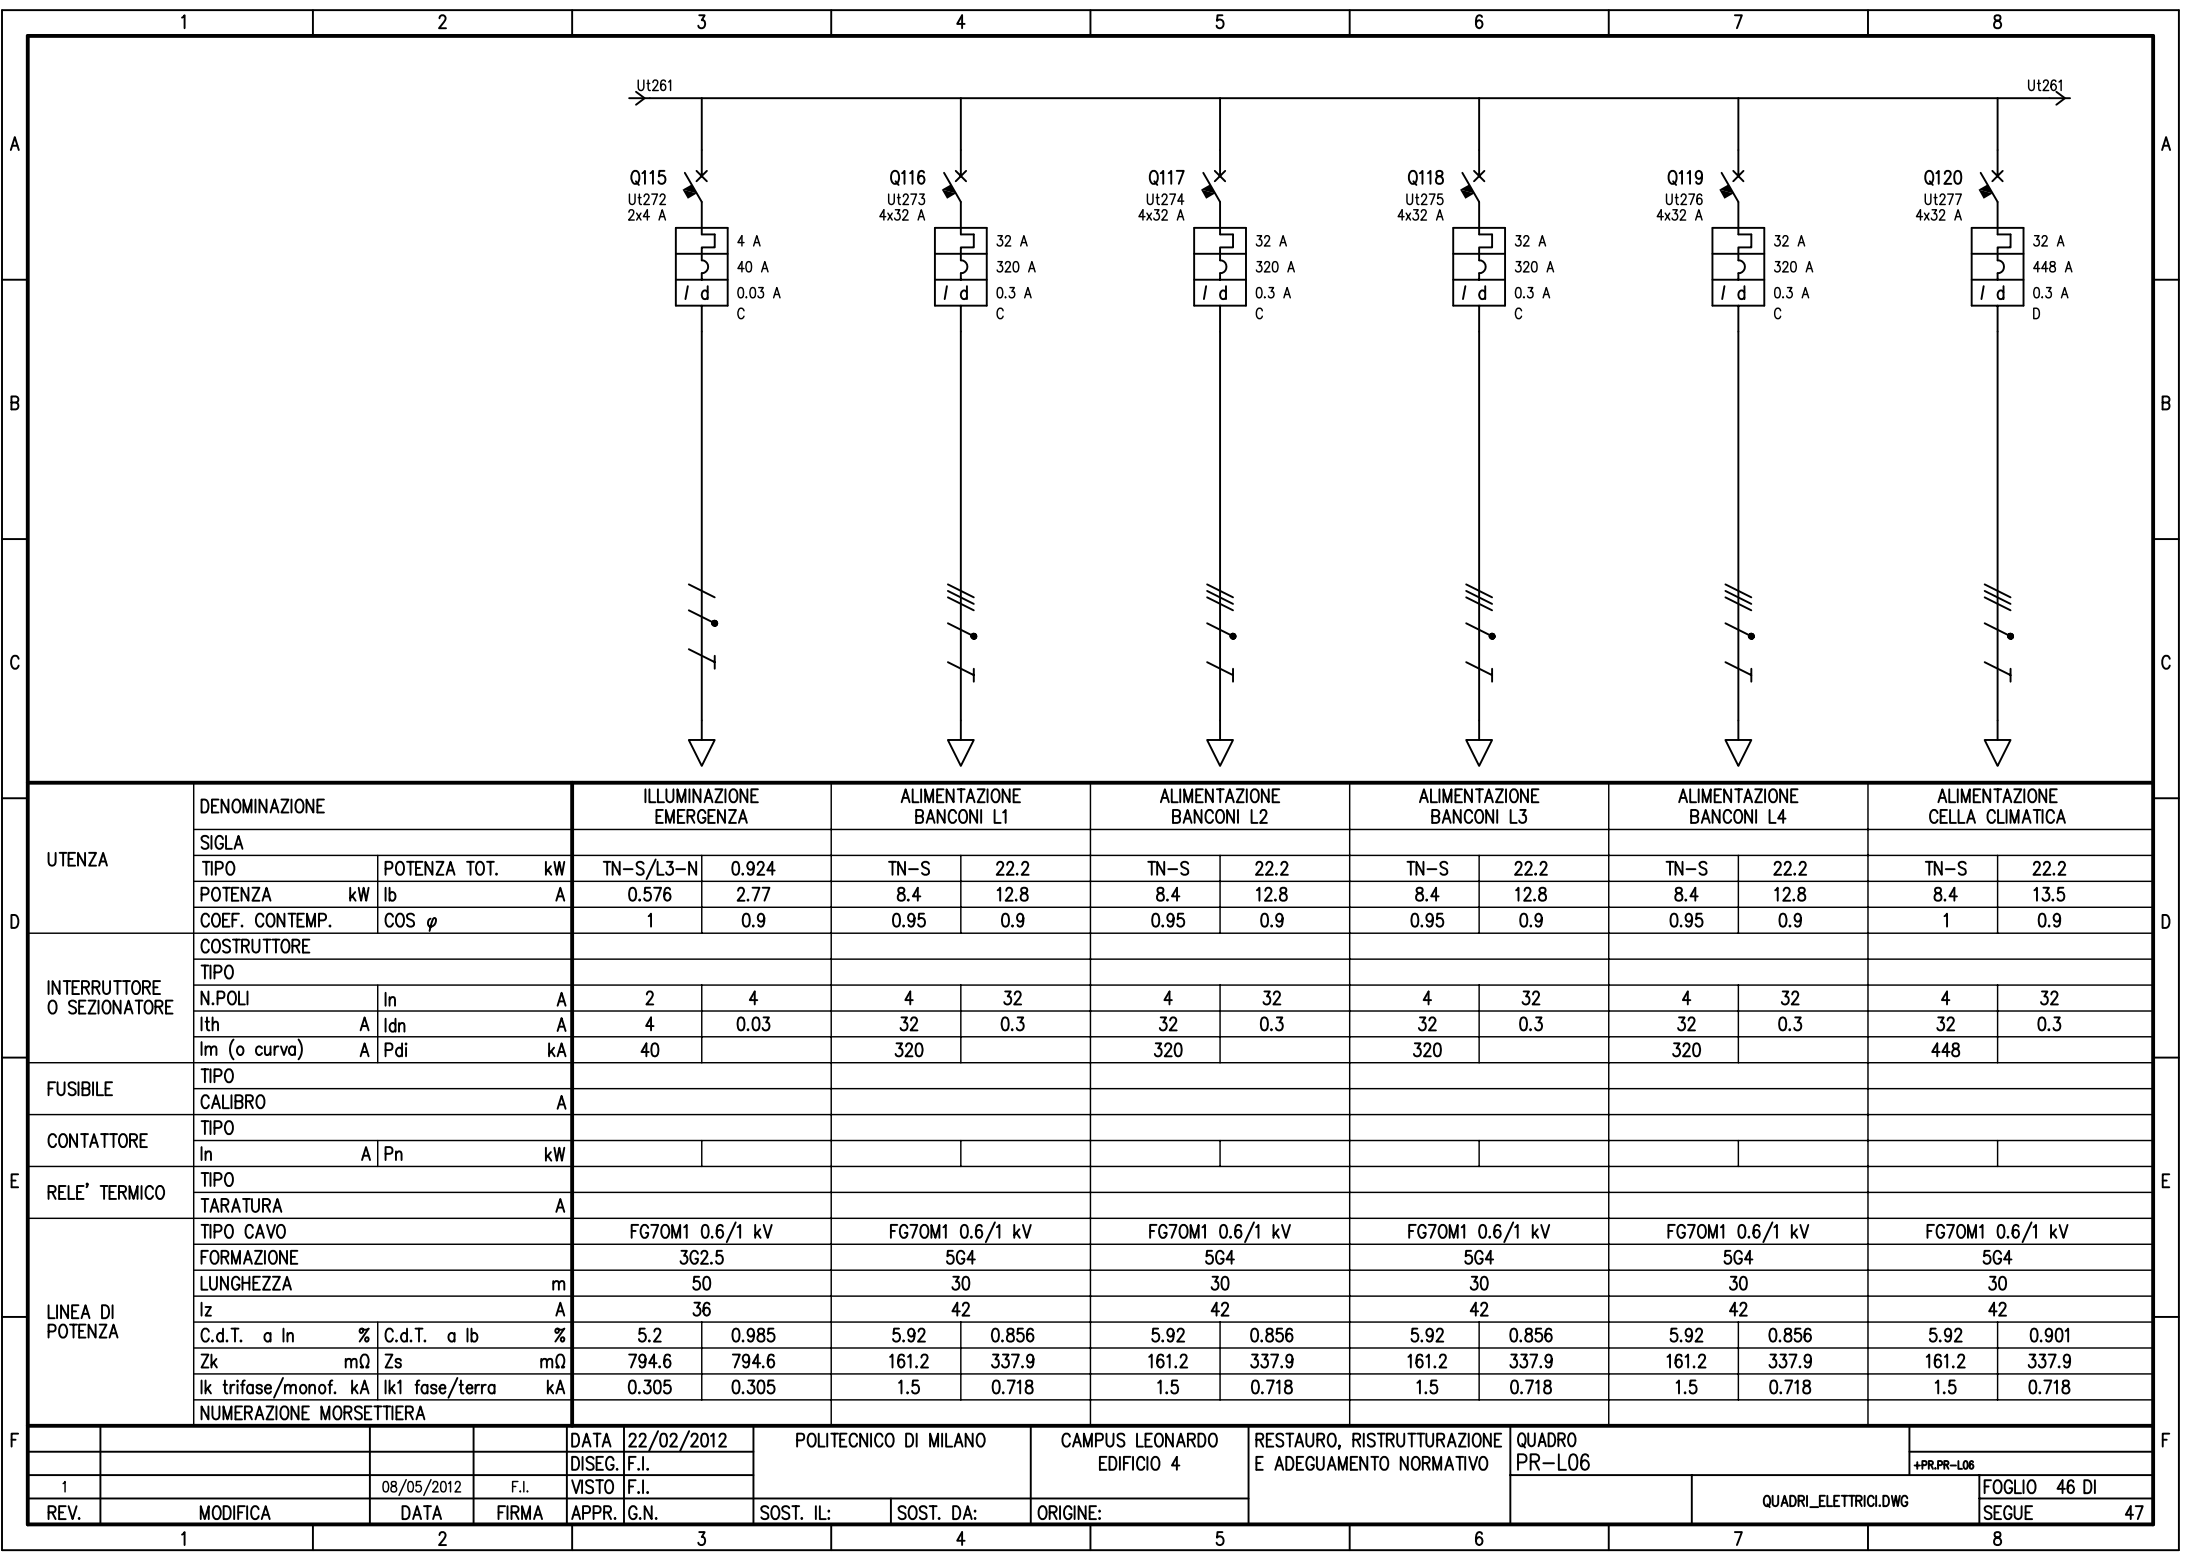 1 2 3 4 5 6 7 8
Ut261 Ut261
A A
Q115 Q116 Q117 Q118 Q119 Q120
Ut272 Ut273 Ut274 Ut275 Ut276 Ut277
2x4 A 4x32 A 4x32 A 4x32 A 4x32 A 4x32 A
4 A 32 A 32 A 32 A 32 A 32 A
40 A 320 A 320 A 320 A 320 A 448 A
I d 0.03 A I d 0.3 A I d 0.3 A I d 0.3 A I d 0.3 A I d 0.3 A
C C C C C D
B B
C C
UTENZA
DENOMINAZIONE ILLUMINAZIONE EMERGENZA ALIMENTAZIONE BANCONI L1 ALIMENTAZIONE BANCONI L2 ALIMENTAZIONE BANCONI L3 ALIMENTAZIONE BANCONI L4 ALIMENTAZIONE CELLA CLIMATICA
SIGLA
TIPO POTENZA TOT. kW TN-S/L3-N 0.924 TN-S 22.2 TN-S 22.2 TN-S 22.2 TN-S 22.2 TN-S 22.2
POTENZA kW Ib A 0.576 2.77 8.4 12.8 8.4 12.8 8.4 12.8 8.4 12.8 8.4 13.5
D COEF. CONTEMP. COS φ 1 0.9 0.95 0.9 0.95 0.9 0.95 0.9 0.95 0.9 1 0.9 D
INTERRUTTORE
O SEZIONATORE
COSTRUTTORE
TIPO
N.POLI In A 2 4 4 32 4 32 4 32 4 32 4 32
Ith A Idn A 4 0.03 32 0.3 32 0.3 32 0.3 32 0.3 32 0.3
Im (o curva) A Pdi kA 40 320 320 320 320 448
FUSIBILE
TIPO
CALIBRO A
CONTATTORE
TIPO
In A Pn kW
E RELE' TERMICO E
TIPO
TARATURA A
LINEA DI
POTENZA
TIPO CAVO FG7OM1 0.6/1 kV FG7OM1 0.6/1 kV FG7OM1 0.6/1 kV FG7OM1 0.6/1 kV FG7OM1 0.6/1 kV FG7OM1 0.6/1 kV
FORMAZIONE 3G2.5 5G4 5G4 5G4 5G4 5G4
LUNGHEZZA m 50 30 30 30 30 30
Iz A 36 42 42 42 42 42
C.d.T. a In % C.d.T. a Ib % 5.2 0.985 5.92 0.856 5.92 0.856 5.92 0.856 5.92 0.856 5.92 0.901
Zk mΩ Zs mΩ 794.6 794.6 161.2 337.9 161.2 337.9 161.2 337.9 161.2 337.9 161.2 337.9
Ik trifase/monof. kA Ik1 fase/terra kA 0.305 0.305 1.5 0.718 1.5 0.718 1.5 0.718 1.5 0.718 1.5 0.718
NUMERAZIONE MORSETTIERA
F F
DATA 22/02/2012 POLITECNICO DI MILANO CAMPUS LEONARDO RESTAURO, RISTRUTTURAZIONE QUADRO
DISEG. F.I. EDIFICIO 4 E ADEGUAMENTO NORMATIVO PR-L06 +PR.PR-L06
1 08/05/2012 F.I. VISTO F.I. QUADRI_ELETTRICI.DWG FOGLIO 46 DI
REV. MODIFICA DATA FIRMA APPR. G.N. SOST. IL: SOST. DA: ORIGINE: SEGUE 47
1 2 3 4 5 6 7 8